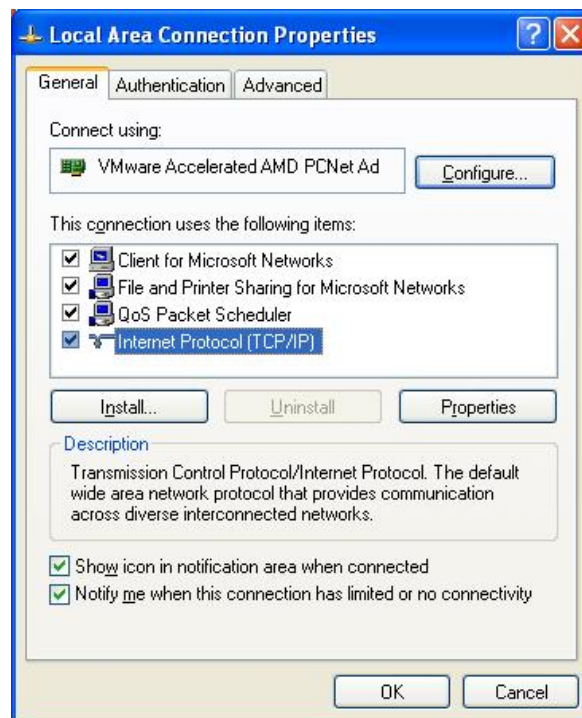 Local Area Connection Properties
General Authentication Advanced
Connect using:
VMware Accelerated AMD PCNet Ad
Configure...
This connection uses the following items:
Client for Microsoft Networks
File and Printer Sharing for Microsoft Networks
QoS Packet Scheduler
Internet Protocol (TCP/IP)
Install... Uninstall Properties
Description
Transmission Control Protocol/Internet Protocol. The default
wide area network protocol that provides communication
across diverse interconnected networks.
Show icon in notification area when connected
Notify me when this connection has limited or no connectivity
OK Cancel